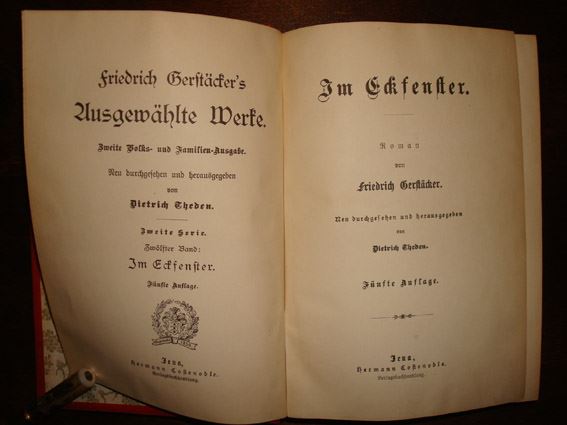 Friedrich Gerstäcker's
Ausgewählte Werke.
Zweite Volks- und Familien-Ausgabe.
Neu durchgesehen und herausgegeben
von
Dietrich Theden.
Zweite Serie.
Zwölfter Band:
Im Eckfenster.
Fünfte Auflage.
Jena,
Hermann Costenoble.
Verlagsbuchhandlung.
Im Eckfenster.
Roman
von
Friedrich Gerstäcker.
Neu durchgesehen und herausgegeben
von
Dietrich Theden.
Fünfte Auflage.
Jena,
Hermann Costenoble.
Verlagsbuchhandlung.